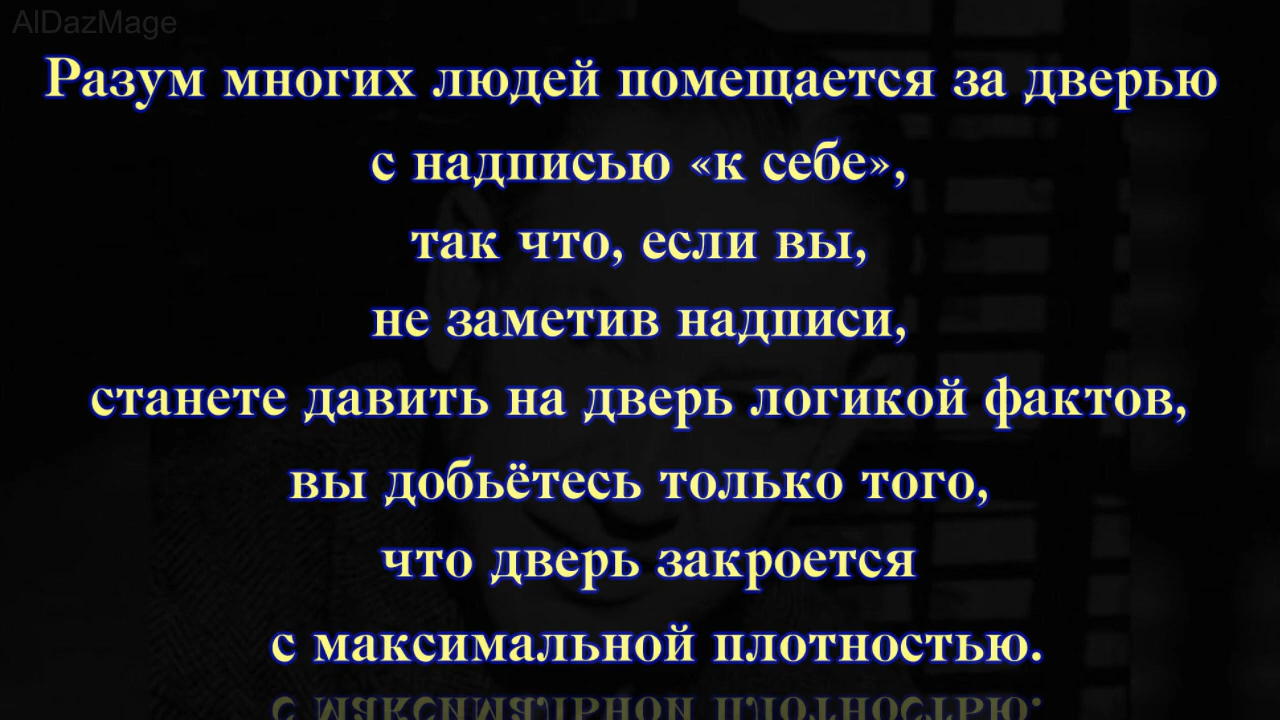 AlDazMage
Разум многих людей помещается за дверью
с надписью «к себе»,
так что, если вы,
не заметив надписи,
станете давить на дверь логикой фактов,
вы добьётесь только того,
что дверь закроется
с максимальной плотностью.